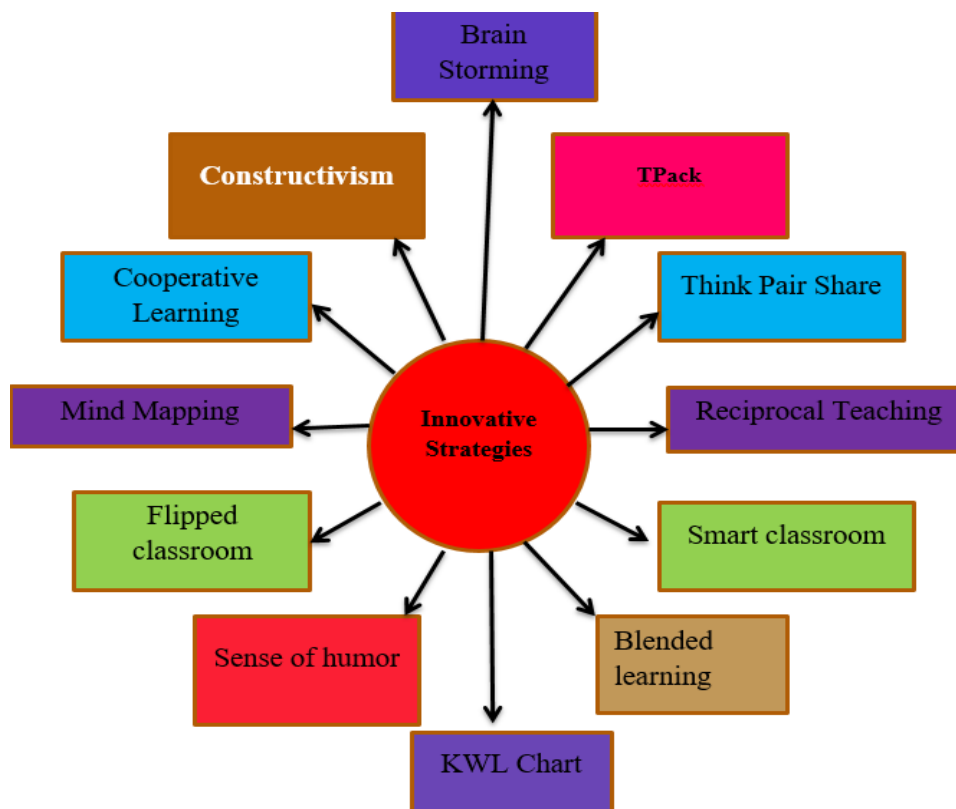 Brain
Storming
Constructivism
TPack
Cooperative
Learning
Think Pair Share
Innovative
Strategies
Mind Mapping
Reciprocal Teaching
Flipped
classroom
Smart classroom
Sense of humor
Blended
learning
KWL Chart